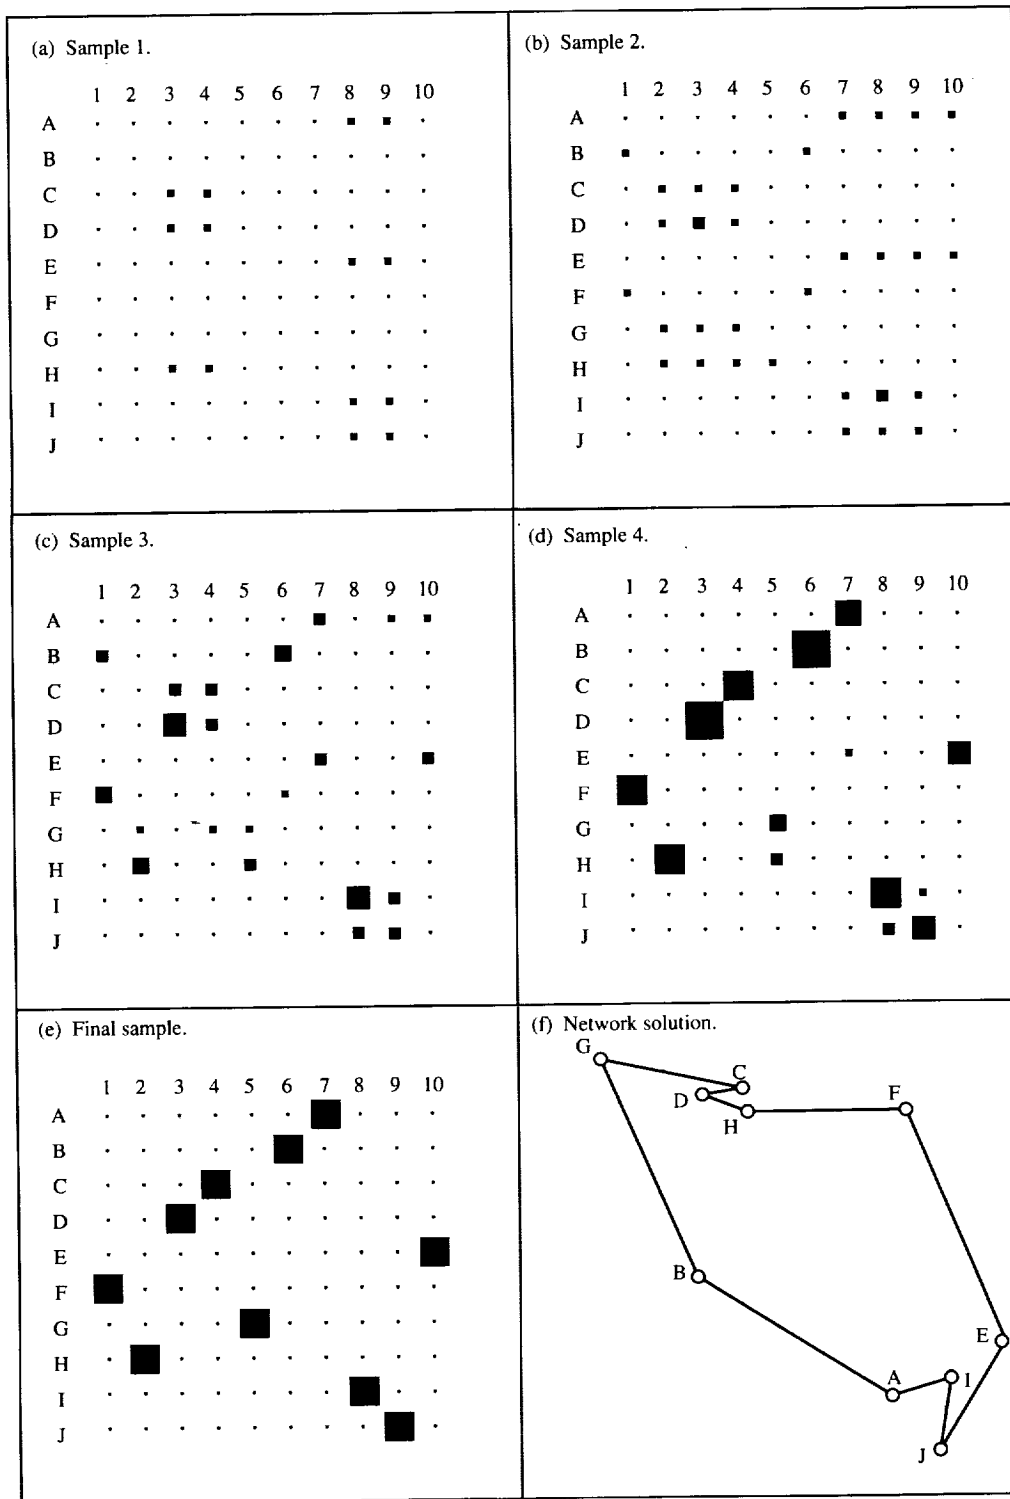 (a) Sample 1.
1 2 3 4 5 6 7 8 9 10
A
B
C
D
E
F
G
H
I
J
(b) Sample 2.
1 2 3 4 5 6 7 8 9 10
A
B
C
D
E
F
G
H
I
J
(c) Sample 3.
1 2 3 4 5 6 7 8 9 10
A
B
C
D
E
F
G
H
I
J
(d) Sample 4.
1 2 3 4 5 6 7 8 9 10
A
B
C
D
E
F
G
H
I
J
(e) Final sample.
1 2 3 4 5 6 7 8 9 10
A
B
C
D
E
F
G
H
I
J
(f) Network solution.
G
C
D
F
H
B
E
A
I
J